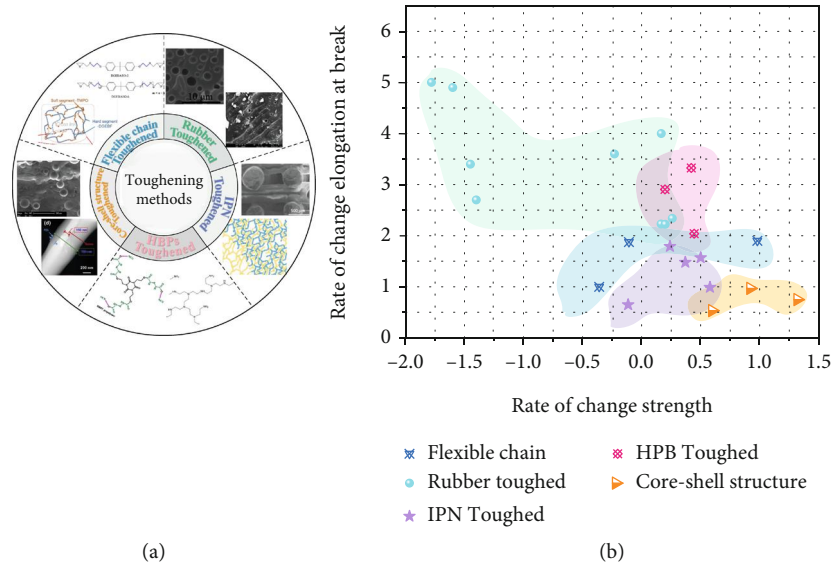 Flexible chain
Toughened
Rubber
Toughened
IPN
Toughened
HBPs
Toughened
Core-shell structure
Toughened
Toughening
methods
10 μm
200 nm
(a)
Rate of change elongation at break
6
5
4
3
2
1
0
−2.0 −1.5 −1.0 −0.5 0.0 0.5 1.0 1.5
Rate of change strength
Flexible chain
HPB Toughed
Rubber toughed
Core-shell structure
IPN Toughed
(b)